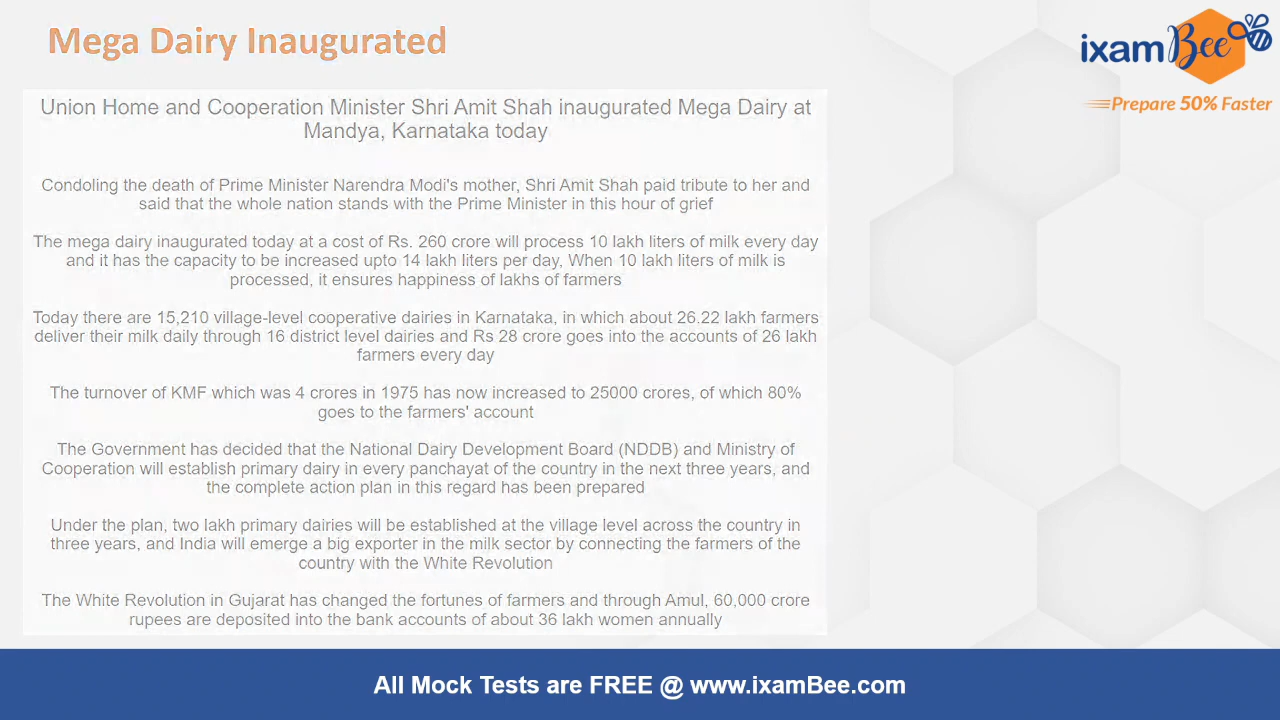 Mega Dairy Inaugurated
ixamBee
Prepare 50% Faster
Union Home and Cooperation Minister Shri Amit Shah inaugurated Mega Dairy at
Mandya, Karnataka today
Condoling the death of Prime Minister Narendra Modi's mother, Shri Amit Shah paid tribute to her and
said that the whole nation stands with the Prime Minister in this hour of grief
The mega dairy inaugurated today at a cost of Rs. 260 crore will process 10 lakh liters of milk every day
and it has the capacity to be increased upto 14 lakh liters per day, When 10 lakh liters of milk is
processed, it ensures happiness of lakhs of farmers
Today there are 15,210 village-level cooperative dairies in Karnataka, in which about 26.22 lakh farmers
deliver their milk daily through 16 district level dairies and Rs 28 crore goes into the accounts of 26 lakh
farmers every day
The turnover of KMF which was 4 crores in 1975 has now increased to 25000 crores, of which 80%
goes to the farmers' account
The Government has decided that the National Dairy Development Board (NDDB) and Ministry of
Cooperation will establish primary dairy in every panchayat of the country in the next three years, and
the complete action plan in this regard has been prepared
Under the plan, two lakh primary dairies will be established at the village level across the country in
three years, and India will emerge a big exporter in the milk sector by connecting the farmers of the
country with the White Revolution
The White Revolution in Gujarat has changed the fortunes of farmers and through Amul, 60,000 crore
rupees are deposited into the bank accounts of about 36 lakh women annually
All Mock Tests are FREE @ www.ixamBee.com